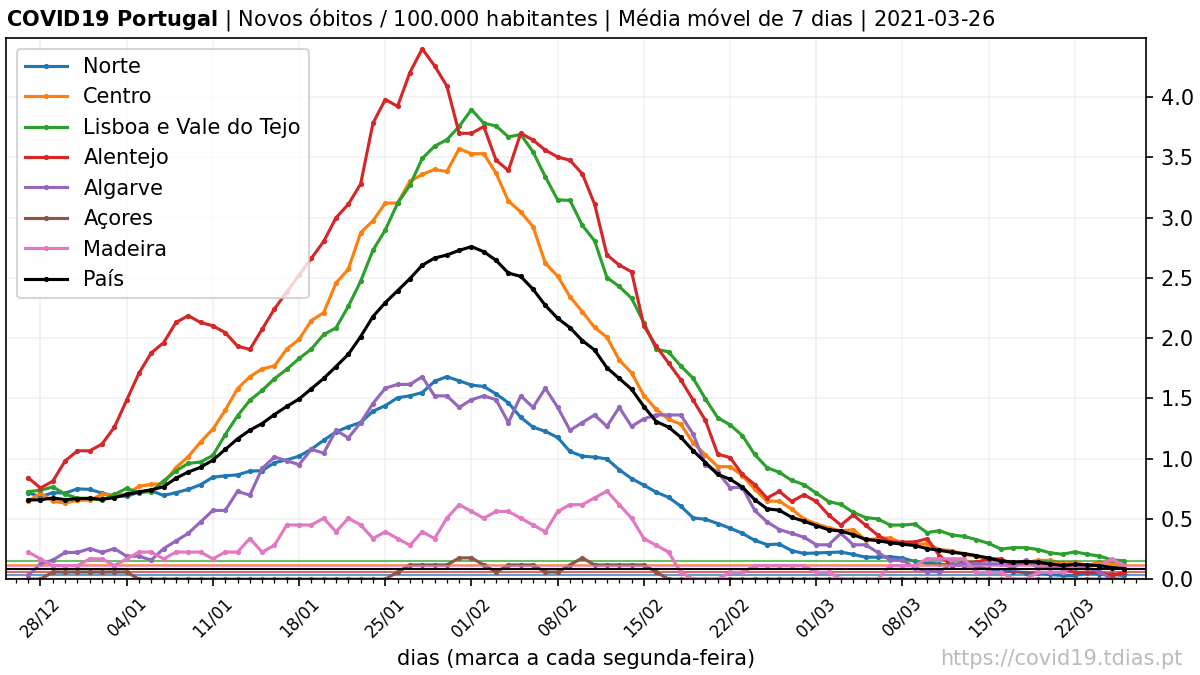 COVID19 Portugal | Novos óbitos / 100.000 habitantes | Média móvel de 7 dias | 2021-03-26
Norte
Centro
Lisboa e Vale do Tejo
Alentejo
Algarve
Açores
Madeira
País
4.0
3.5
3.0
2.5
2.0
1.5
1.0
0.5
0.0
28/12
04/01
11/01
18/01
25/01
01/02
08/02
15/02
22/02
01/03
08/03
15/03
22/03
dias (marca a cada segunda-feira)
https://covid19.tdias.pt